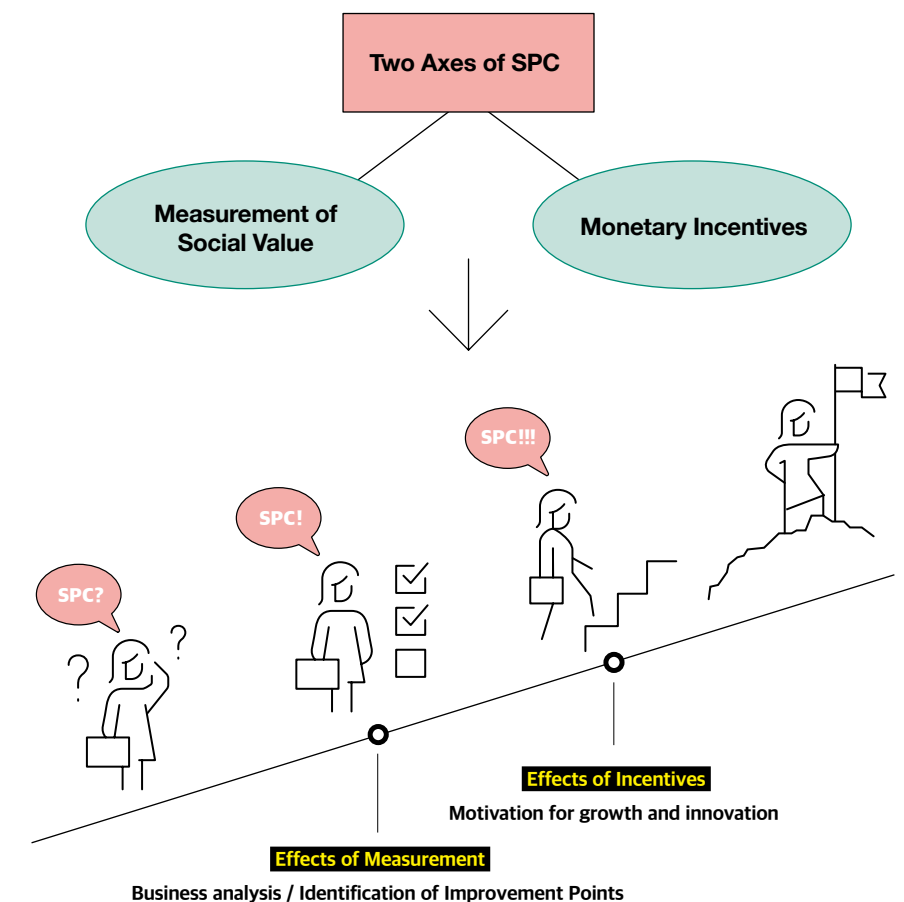 Two Axes of SPC
Measurement of
Social Value
Monetary Incentives
SPC!!!
SPC!
SPC?
?
?
Effects of Incentives
Motivation for growth and innovation
Effects of Measurement
Business analysis / Identification of Improvement Points